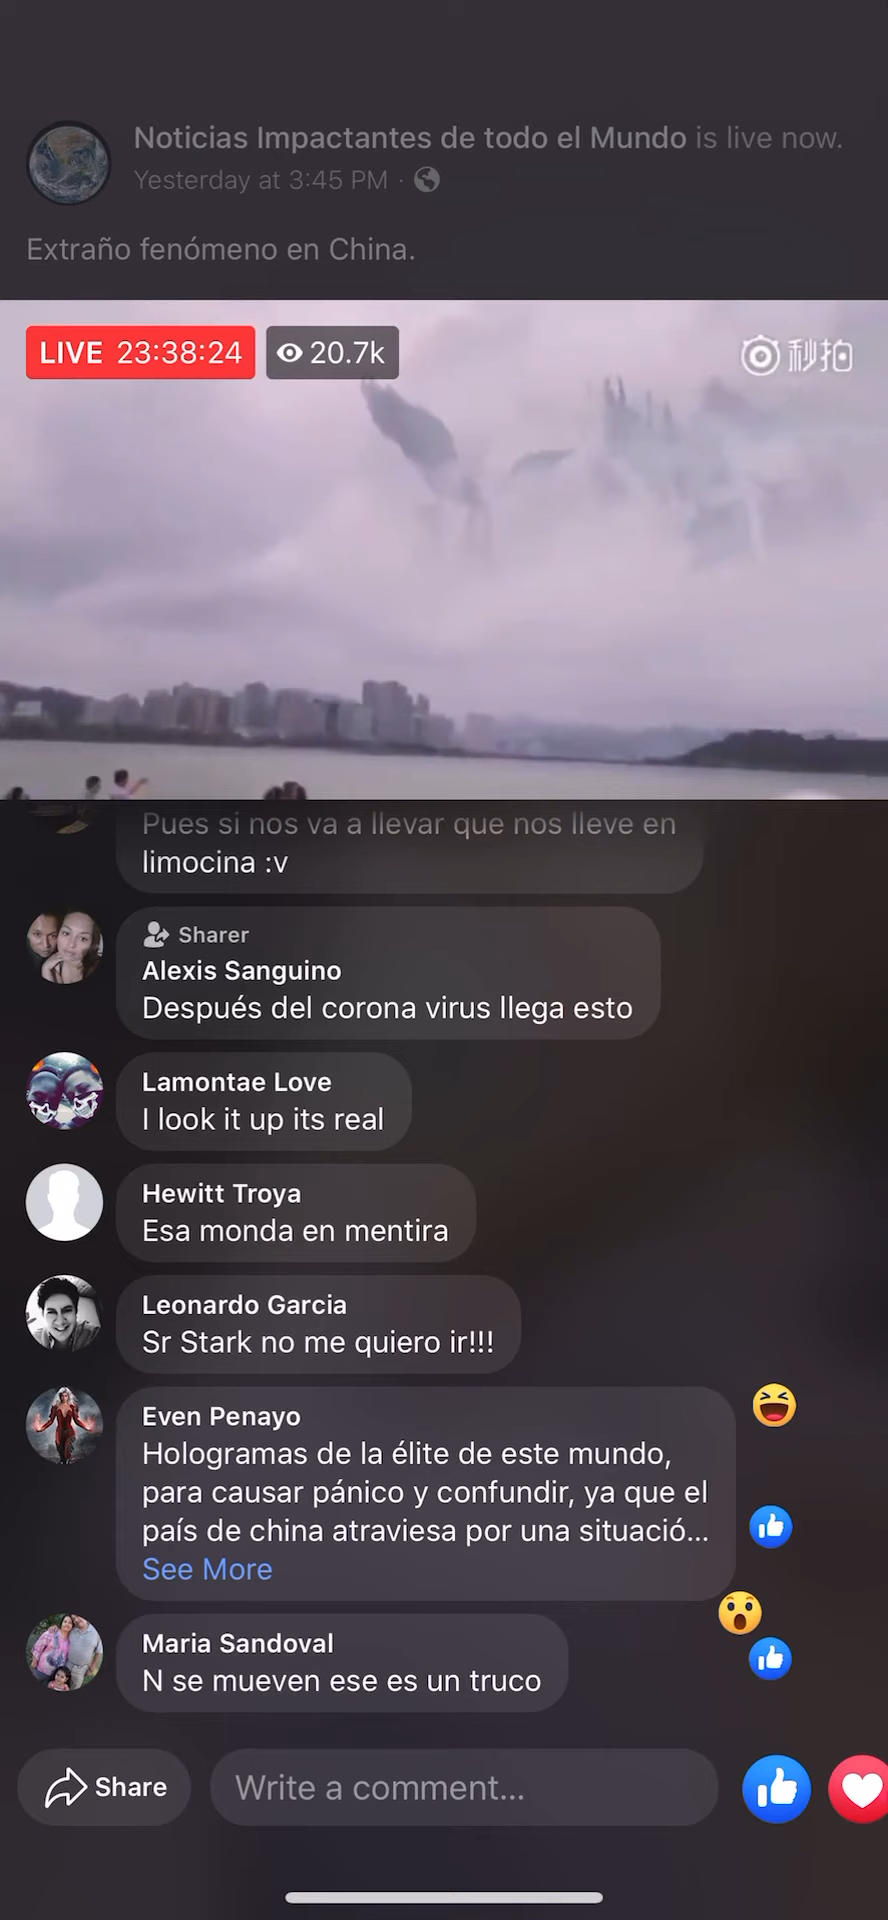 Noticias Impactantes de todo el Mundo is live now.
Yesterday at 3:45 PM ·
Extraño fenómeno en China.
LIVE 23:38:24 20.7k
秒拍
Pues si nos va a llevar que nos lleve en
limocina :v
Sharer
Alexis Sanguino
Después del corona virus llega esto
Lamontae Love
I look it up its real
Hewitt Troya
Esa monda en mentira
Leonardo Garcia
Sr Stark no me quiero ir!!!
Even Penayo
Hologramas de la élite de este mundo,
para causar pánico y confundir, ya que el
país de china atraviesa por una situació...
See More
Maria Sandoval
N se mueven ese es un truco
Share
Write a comment...